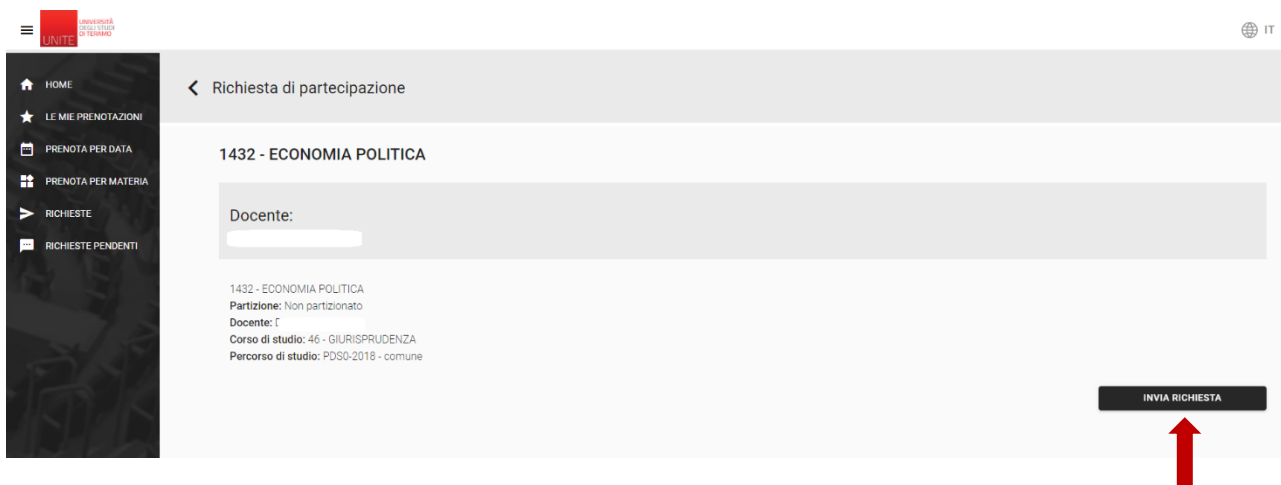 UNIVERSITÀ
DEGLI STUDI
DI TERAMO
UNITE
IT
HOME
LE MIE PRENOTAZIONI
PRENOTA PER DATA
PRENOTA PER MATERIA
RICHIESTE
RICHIESTE PENDENTI
Richiesta di partecipazione
1432 - ECONOMIA POLITICA
Docente:
1432 - ECONOMIA POLITICA
Partizione: Non partizionato
Docente:
Corso di studio: 46 - GIURISPRUDENZA
Percorso di studio: PDS0-2018 - comune
INVIA RICHIESTA